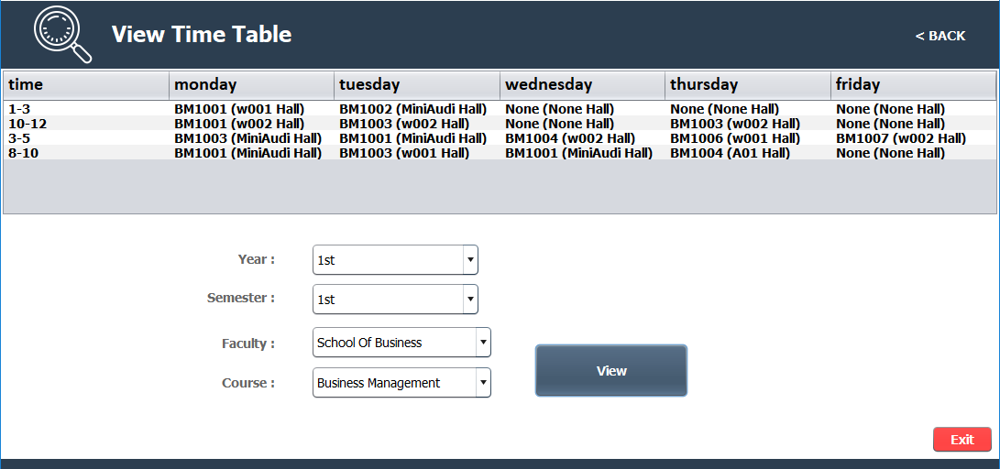 View Time Table
< BACK
time monday tuesday wednesday thursday friday
1-3 BM1001 (w001 Hall) BM1002 (MiniAudi Hall) None (None Hall) None (None Hall) None (None Hall)
10-12 BM1001 (w002 Hall) BM1003 (w002 Hall) None (None Hall) BM1003 (w002 Hall) None (None Hall)
3-5 BM1003 (MiniAudi Hall) BM1001 (MiniAudi Hall) BM1004 (w002 Hall) BM1006 (w001 Hall) BM1007 (w002 Hall)
8-10 BM1001 (MiniAudi Hall) BM1003 (w001 Hall) BM1001 (MiniAudi Hall) BM1004 (A01 Hall) None (None Hall)
Year : 1st
Semester : 1st
Faculty : School Of Business
Course : Business Management
View
Exit